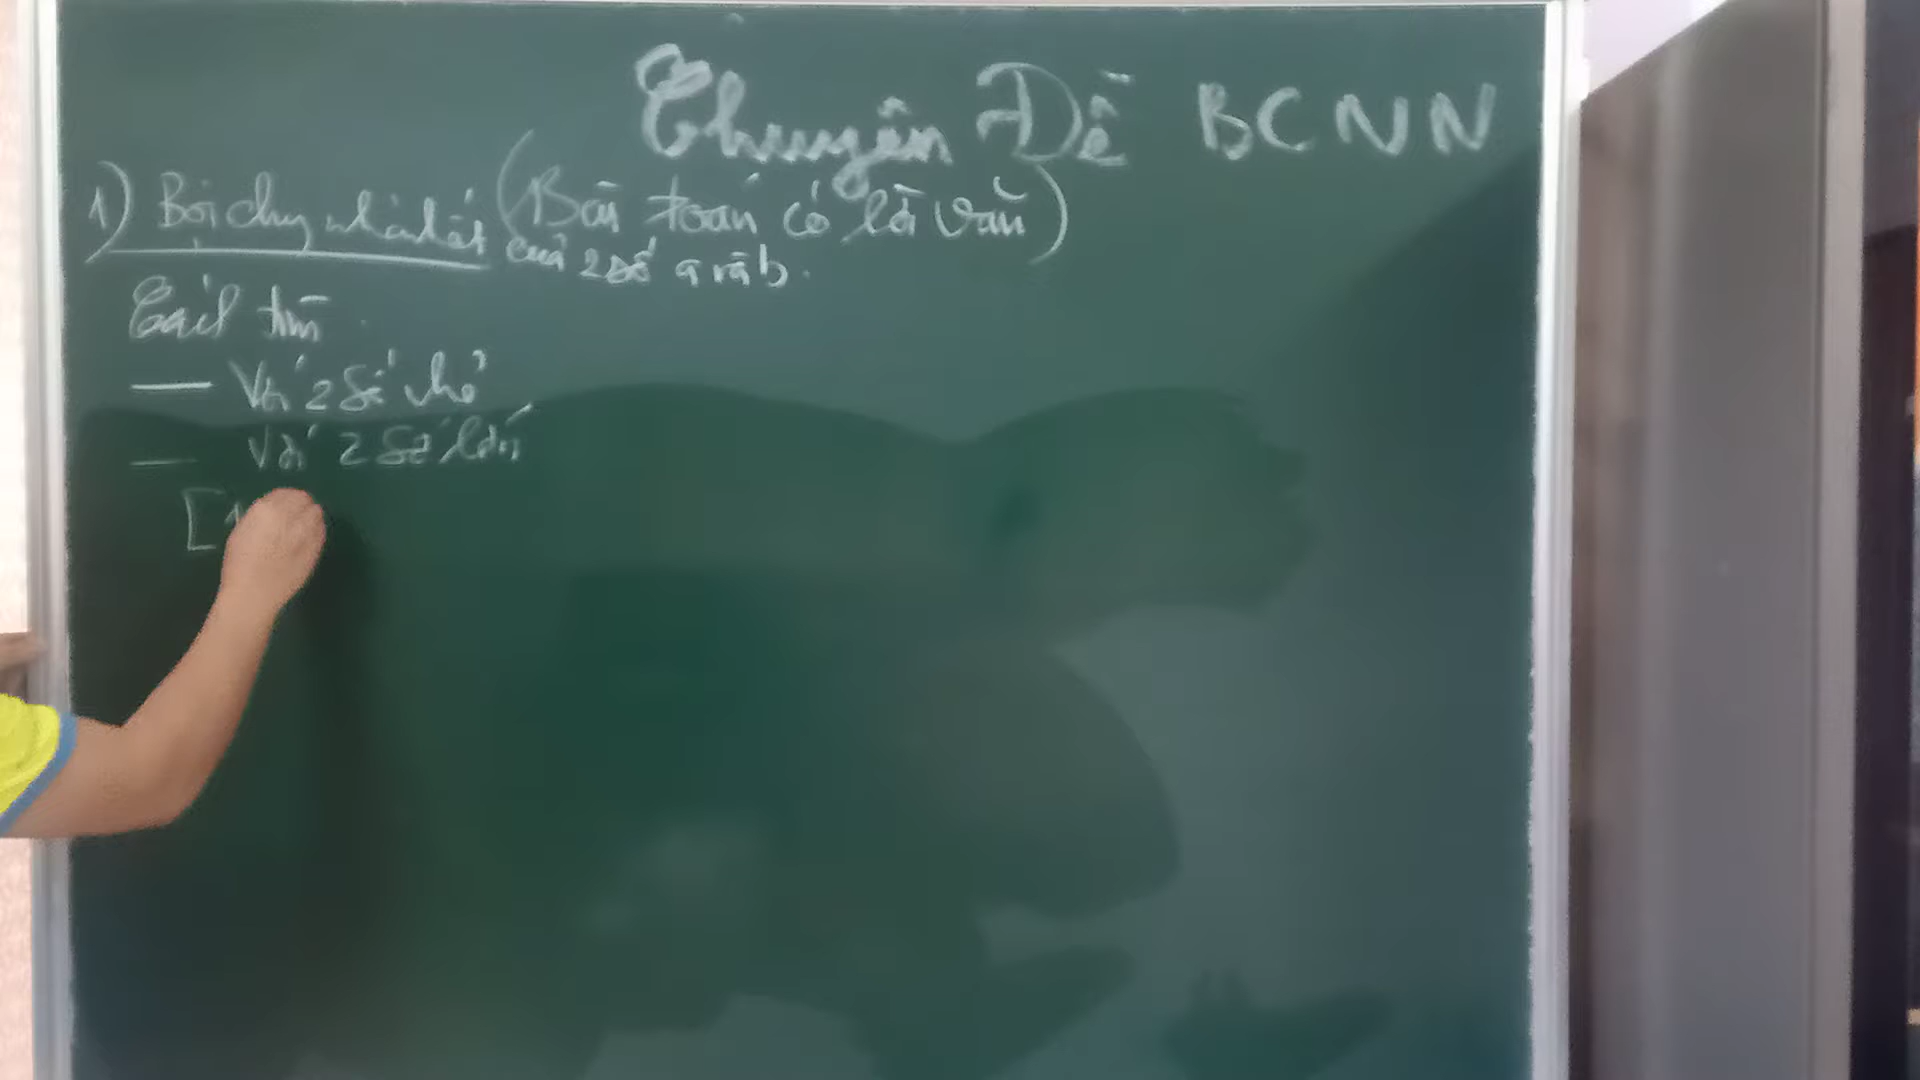 Chuyên Đề BCNN
1) Bội chung nhỏ nhất (Bài toán có lời văn)
của 2 số a và b.
Cách tìm
— Với 2 số nhỏ
— Với 2 số lớn
[1